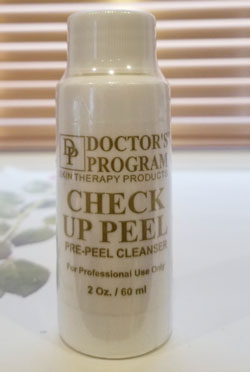 DP DOCTOR'S
PROGRAM
SKIN THERAPY PRODUCTS
CHECK
UP PEEL
PRE-PEEL CLEANSER
For Professional Use Only
2 Oz. / 60 ml